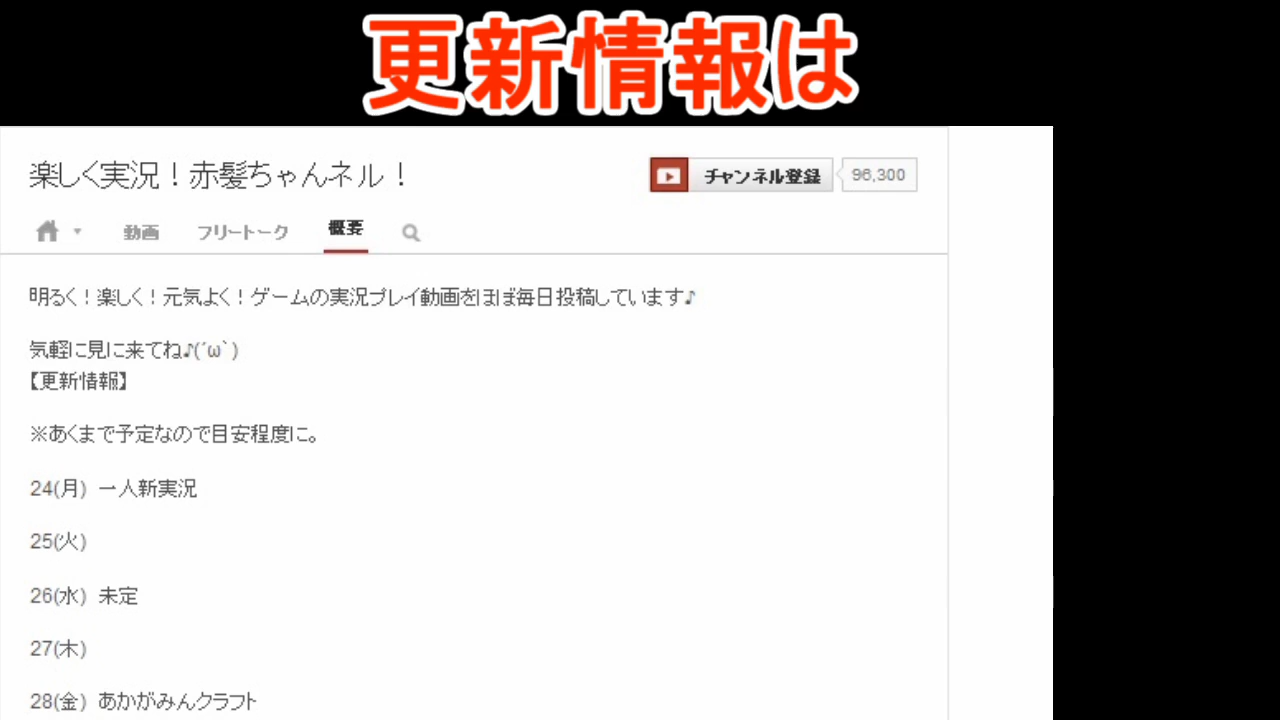 更新情報は
楽しく実況！赤髪ちゃんネル！
チャンネル登録 96,300
動画 フリートーク 概要
明るく！楽しく！元気よく！ゲームの実況プレイ動画をほぼ毎日投稿しています♪
気軽に見に来てね♪(´ω`)
【更新情報】
※あくまで予定なので目安程度に。
24(月) 一人新実況
25(火)
26(水) 未定
27(木)
28(金) あかがみんクラフト